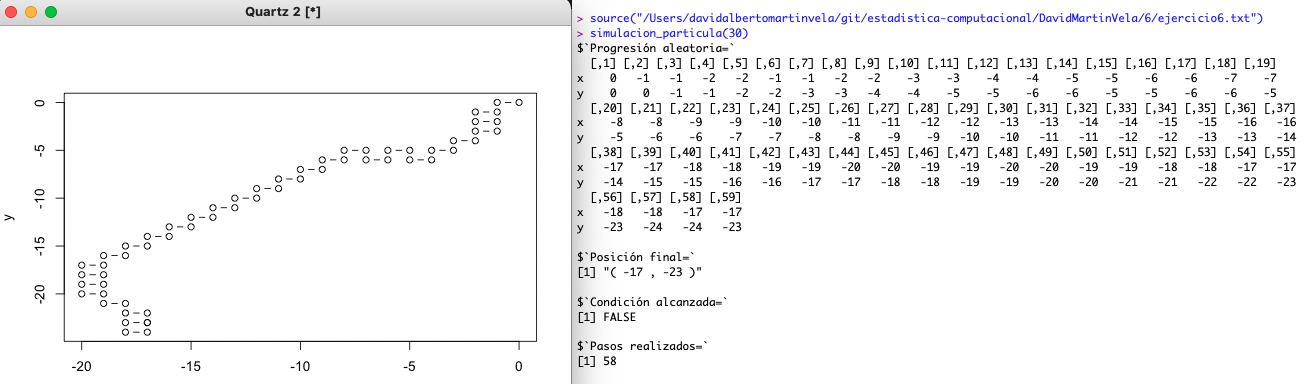 Quartz 2 [*]
0
-5
-10
-15
-20
y
-20 -15 -10 -5 0
> source("/Users/davidalbertomartinvela/git/estadistica-computacional/DavidMartinVela/6/ejercicio6.txt")
> simulacion_particula(30)
$`Progresión aleatoria=`
[,1] [,2] [,3] [,4] [,5] [,6] [,7] [,8] [,9] [,10] [,11] [,12] [,13] [,14] [,15] [,16] [,17] [,18] [,19]
x 0 -1 -1 -2 -2 -1 -1 -2 -2 -3 -3 -4 -4 -5 -5 -6 -6 -7 -7
y 0 0 -1 -1 -2 -2 -3 -3 -4 -4 -5 -5 -6 -6 -5 -5 -6 -6 -5
[,20] [,21] [,22] [,23] [,24] [,25] [,26] [,27] [,28] [,29] [,30] [,31] [,32] [,33] [,34] [,35] [,36] [,37]
x -8 -8 -9 -9 -10 -10 -11 -11 -12 -12 -13 -13 -14 -14 -15 -15 -16 -16
y -5 -6 -6 -7 -7 -8 -8 -9 -9 -10 -10 -11 -11 -12 -12 -13 -13 -14
[,38] [,39] [,40] [,41] [,42] [,43] [,44] [,45] [,46] [,47] [,48] [,49] [,50] [,51] [,52] [,53] [,54] [,55]
x -17 -17 -18 -18 -19 -19 -20 -20 -19 -19 -20 -20 -19 -19 -18 -18 -17 -17
y -14 -15 -15 -16 -16 -17 -17 -18 -18 -19 -19 -20 -20 -21 -21 -22 -22 -23
[,56] [,57] [,58] [,59]
x -18 -18 -17 -17
y -23 -24 -24 -23
$`Posición final=`
[1] "( -17 , -23 )"
$`Condición alcanzada=`
[1] FALSE
$`Pasos realizados=`
[1] 58